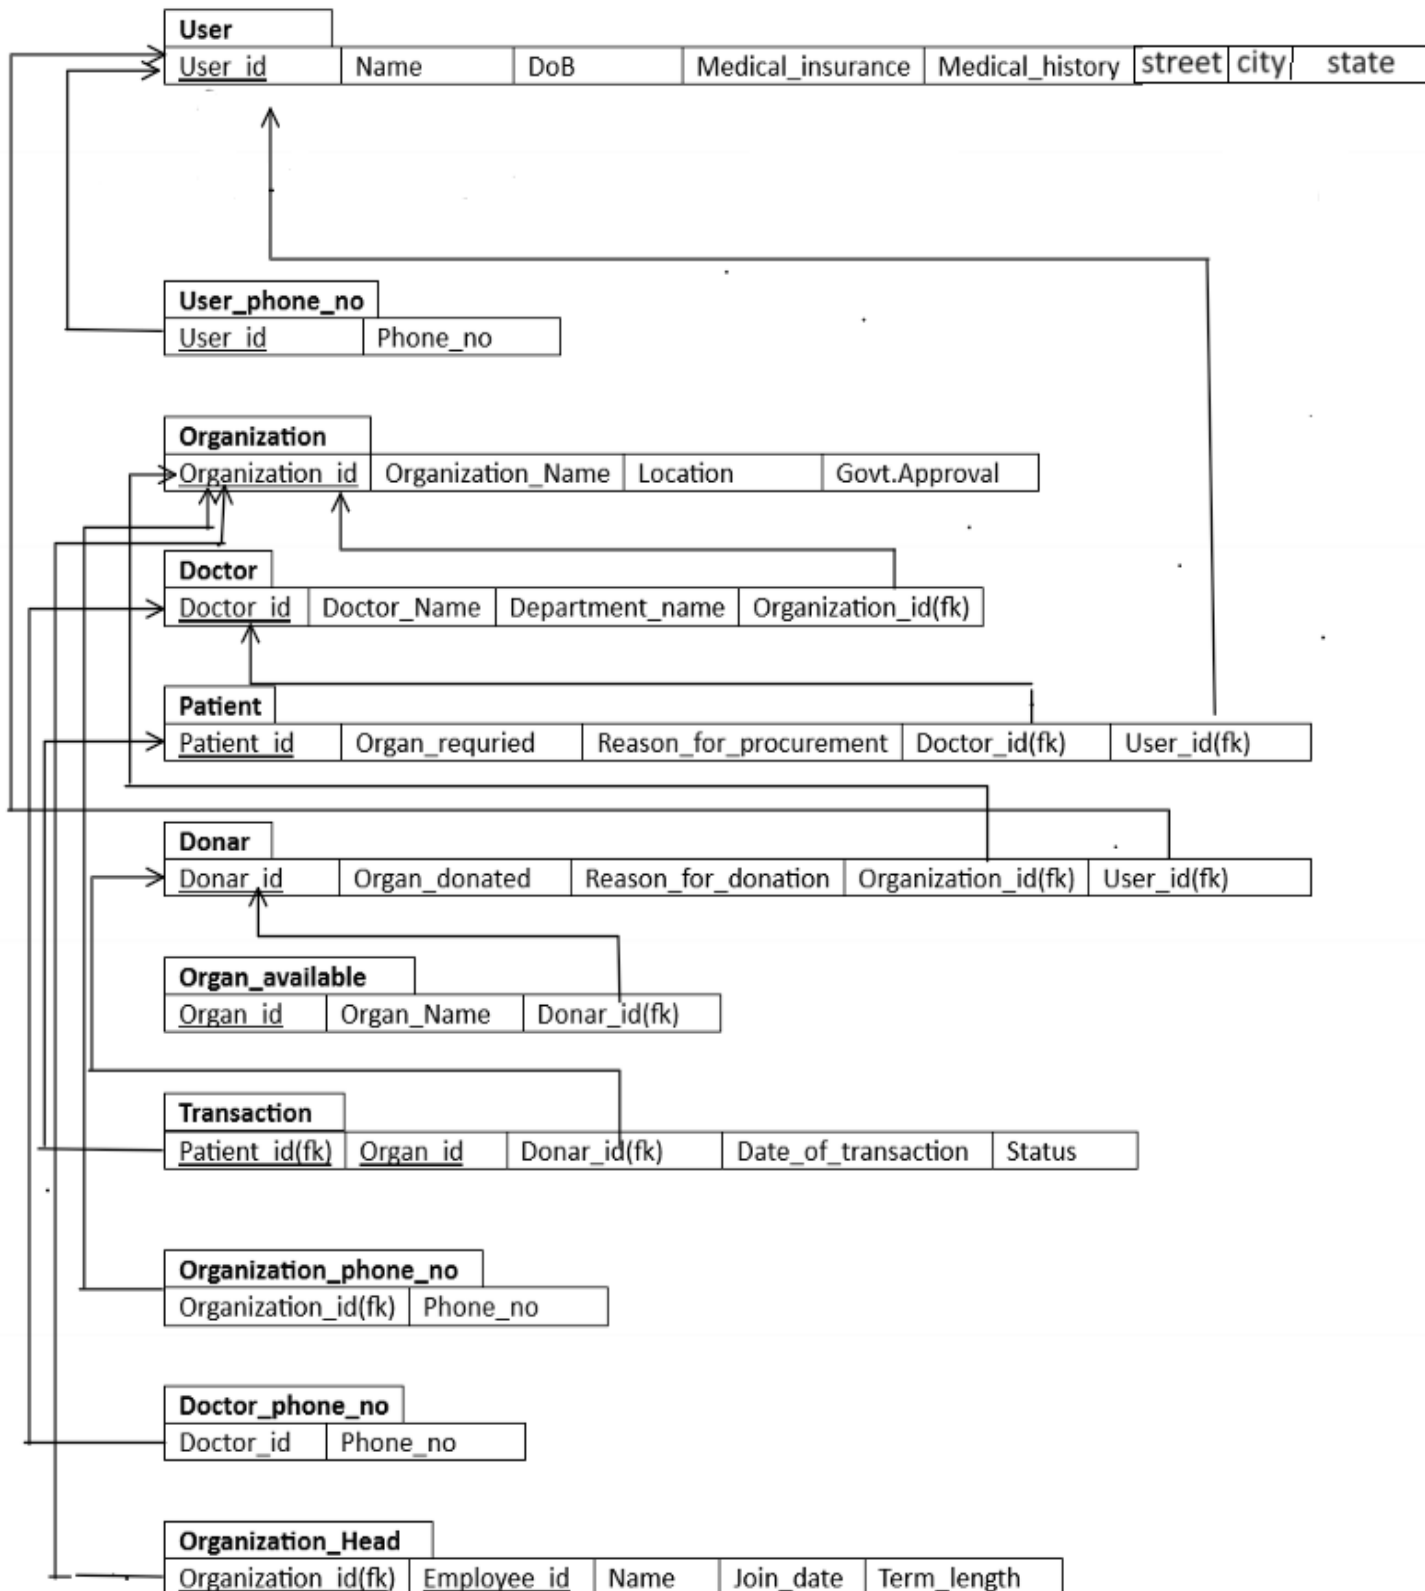 User
User_id Name DoB Medical_insurance Medical_history street city state
User_phone_no
User_id Phone_no
Organization
Organization_id Organization_Name Location Govt.Approval
Doctor
Doctor_id Doctor_Name Department_name Organization_id(fk)
Patient
Patient_id Organ_requried Reason_for_procurement Doctor_id(fk) User_id(fk)
Donar
Donar_id Organ_donated Reason_for_donation Organization_id(fk) User_id(fk)
Organ_available
Organ_id Organ_Name Donar_id(fk)
Transaction
Patient_id(fk) Organ_id Donar_id(fk) Date_of_transaction Status
Organization_phone_no
Organization_id(fk) Phone_no
Doctor_phone_no
Doctor_id Phone_no
Organization_Head
Organization_id(fk) Employee_id Name Join_date Term_length